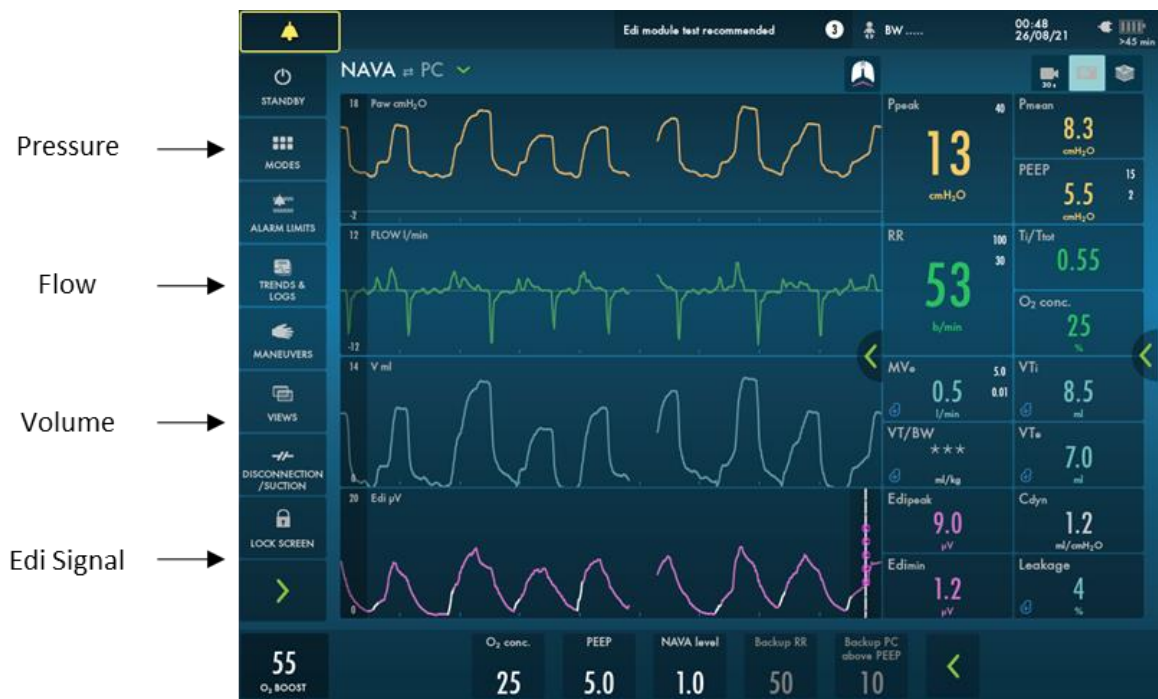 Edi module test recommended
3
BW .....
00:48
26/08/21
>45 min
NAVA ⇄ PC
30 s
STANDBY
MODES
ALARM LIMITS
TRENDS &
LOGS
MANEUVERS
VIEWS
DISCONNECTION
/SUCTION
LOCK SCREEN
Pressure
Flow
Volume
Edi Signal
18 Paw cmH₂O
-2
12 FLOW l/min
-12
14 V ml
0
20 Edi µV
0
Ppeak 40
13
cmH₂O
Pmean
8.3
cmH₂O
PEEP 15
5.5 2
cmH₂O
RR 100
30
53
b/min
Ti/Ttot
0.55
O₂ conc.
25
%
MVe 5.0
0.5 0.01
l/min
VTi
8.5
ml
VT/BW
***
ml/kg
VTe
7.0
ml
Edipeak
9.0
µV
Cdyn
1.2
ml/cmH₂O
Edimin
1.2
µV
Leakage
4
%
55
O₂ BOOST
O₂ conc.
25
PEEP
5.0
NAVA level
1.0
Backup RR
50
Backup PC
above PEEP
10